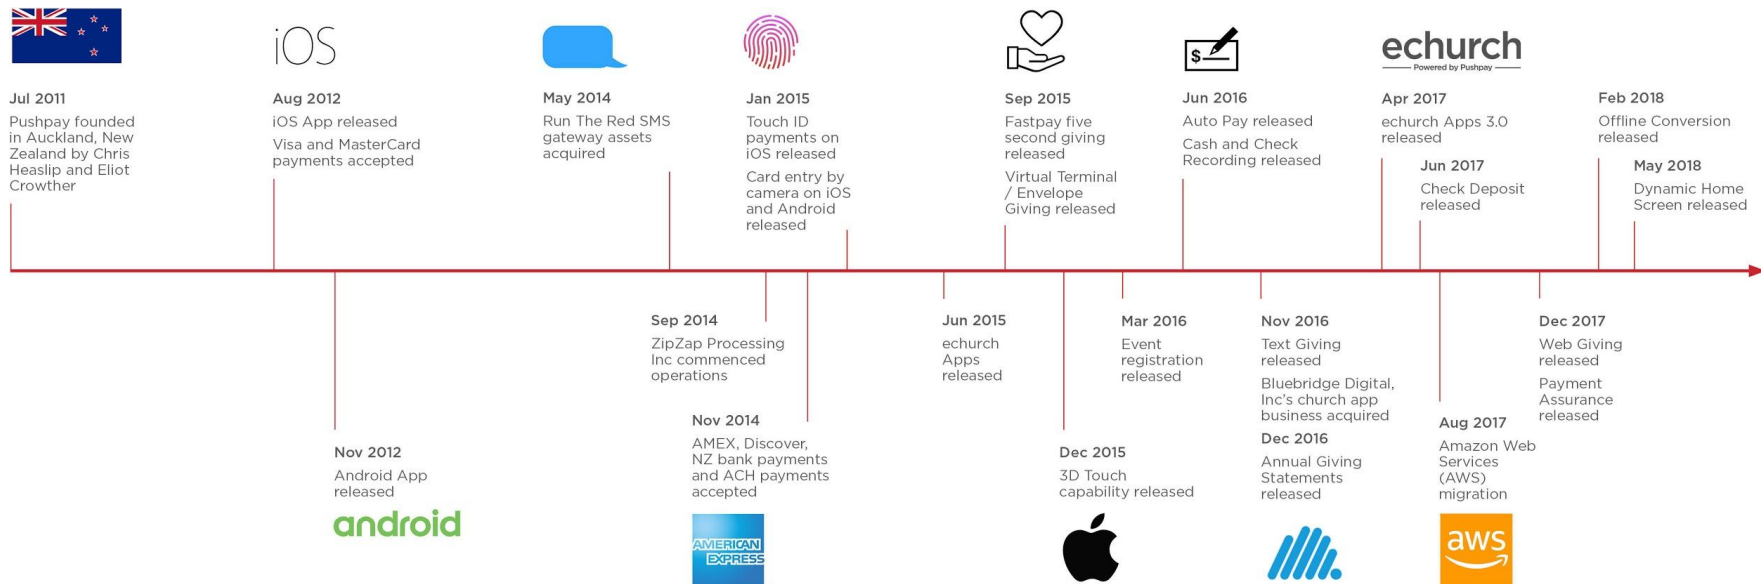 iOS
echurch
Powered by Pushpay
Jul 2011
Pushpay founded
in Auckland, New
Zealand by Chris
Heaslip and Eliot
Crowther
Aug 2012
iOS App released
Visa and MasterCard
payments accepted
May 2014
Run The Red SMS
gateway assets
acquired
Jan 2015
Touch ID
payments on
iOS released
Card entry by
camera on iOS
and Android
released
Sep 2015
Fastpay five
second giving
released
Virtual Terminal
/ Envelope
Giving released
$
Jun 2016
Auto Pay released
Cash and Check
Recording released
Apr 2017
echurch Apps 3.0
released
Jun 2017
Check Deposit
released
Feb 2018
Offline Conversion
released
May 2018
Dynamic Home
Screen released
Nov 2012
Android App
released
android
Sep 2014
ZipZap Processing
Inc commenced
operations
Nov 2014
AMEX, Discover,
NZ bank payments
and ACH payments
accepted
AMERICAN
EXPRESS
Jun 2015
echurch
Apps
released
Dec 2015
3D Touch
capability released
Mar 2016
Event
registration
released
Nov 2016
Text Giving
released
Bluebridge Digital,
Inc's church app
business acquired
Dec 2016
Annual Giving
Statements
released
Aug 2017
Amazon Web
Services
(AWS)
migration
aws
Dec 2017
Web Giving
released
Payment
Assurance
released